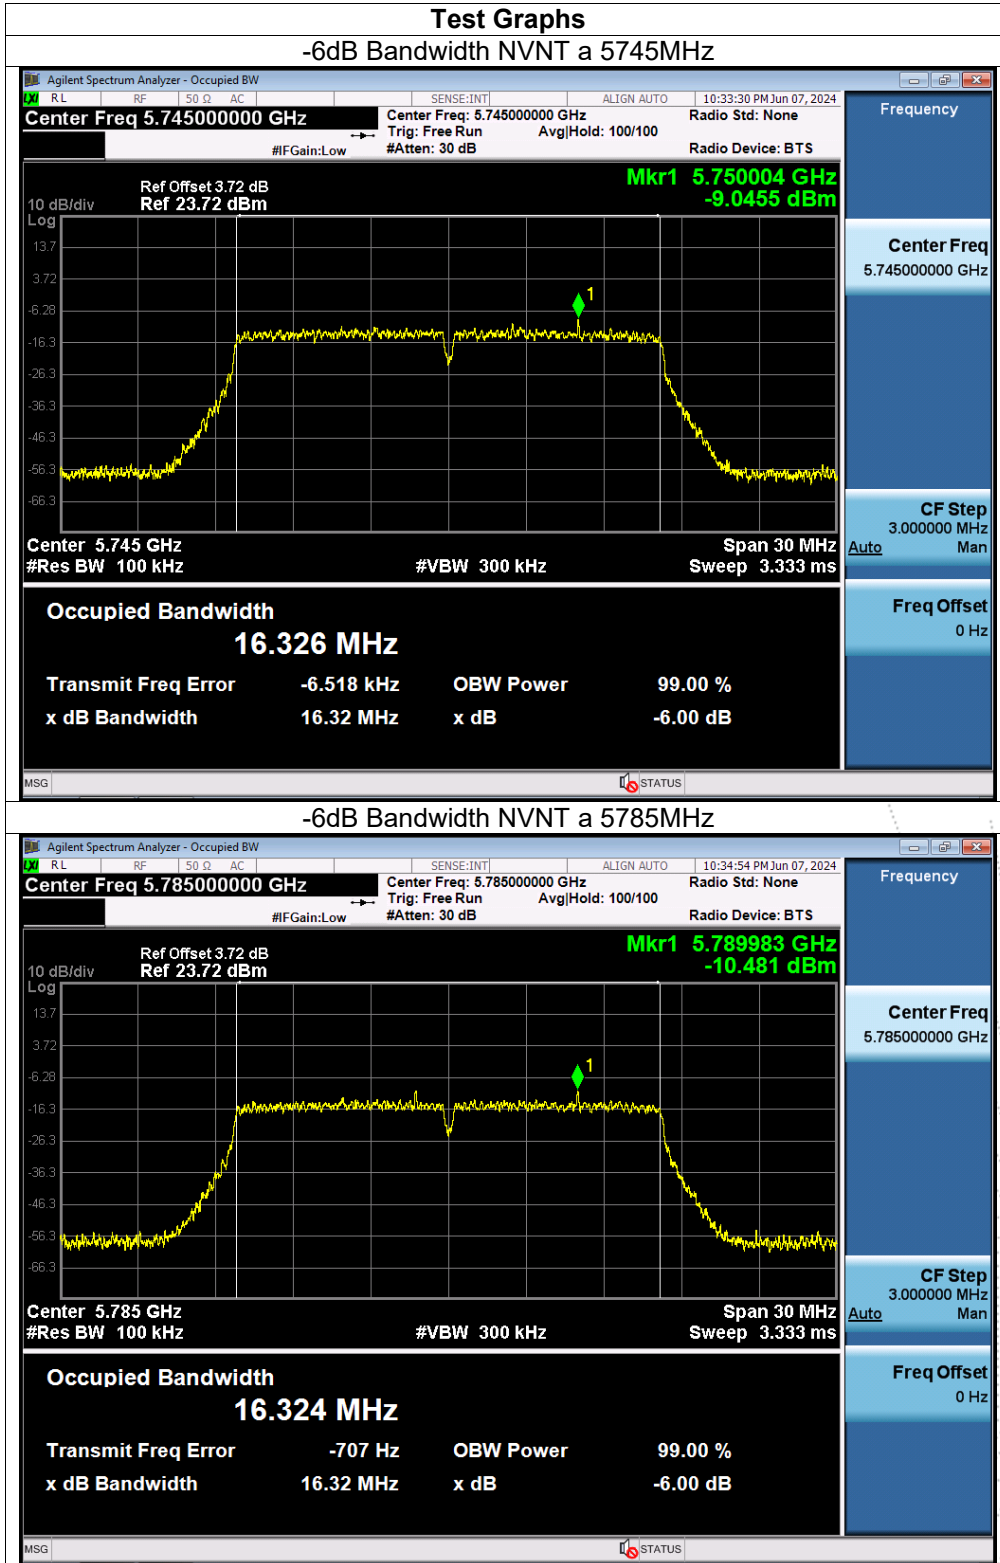 Test Graphs
-6dB Bandwidth NVNT a 5745MHz
Agilent Spectrum Analyzer - Occupied BW
LXI RL RF 50 Ω AC SENSE:INT ALIGN AUTO 10:33:30 PM Jun 07, 2024
Center Freq 5.745000000 GHz Center Freq: 5.745000000 GHz Radio Std: None Frequency
Trig: Free Run Avg|Hold: 100/100
#IFGain:Low #Atten: 30 dB Radio Device: BTS
Mkr1 5.750004 GHz
-9.0455 dBm
Ref Offset 3.72 dB
10 dB/div Ref 23.72 dBm
Log
13.7
3.72
-6.28
-16.3
-26.3
-36.3
-46.3
-56.3
-66.3
1
Center Freq
5.745000000 GHz
CF Step
3.000000 MHz
Auto Man
Center 5.745 GHz Span 30 MHz
#Res BW 100 kHz #VBW 300 kHz Sweep 3.333 ms
Freq Offset
0 Hz
Occupied Bandwidth
16.326 MHz
Transmit Freq Error -6.518 kHz OBW Power 99.00 %
x dB Bandwidth 16.32 MHz x dB -6.00 dB
MSG STATUS
-6dB Bandwidth NVNT a 5785MHz
Agilent Spectrum Analyzer - Occupied BW
LXI RL RF 50 Ω AC SENSE:INT ALIGN AUTO 10:34:54 PM Jun 07, 2024
Center Freq 5.785000000 GHz Center Freq: 5.785000000 GHz Radio Std: None Frequency
Trig: Free Run Avg|Hold: 100/100
#IFGain:Low #Atten: 30 dB Radio Device: BTS
Mkr1 5.789983 GHz
-10.481 dBm
Ref Offset 3.72 dB
10 dB/div Ref 23.72 dBm
Log
13.7
3.72
-6.28
-16.3
-26.3
-36.3
-46.3
-56.3
-66.3
1
Center Freq
5.785000000 GHz
CF Step
3.000000 MHz
Auto Man
Center 5.785 GHz Span 30 MHz
#Res BW 100 kHz #VBW 300 kHz Sweep 3.333 ms
Freq Offset
0 Hz
Occupied Bandwidth
16.324 MHz
Transmit Freq Error -707 Hz OBW Power 99.00 %
x dB Bandwidth 16.32 MHz x dB -6.00 dB
MSG STATUS